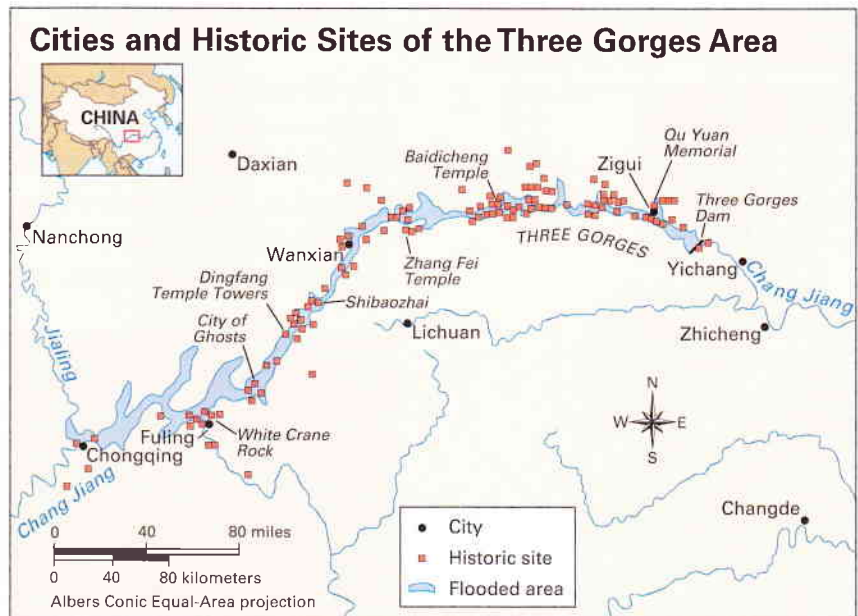 Cities and Historic Sites of the Three Gorges Area
CHINA
Daxian
Baidicheng
Temple
Zigui
Qu Yuan
Memorial
Three Gorges
Dam
Nanchong
Wanxian
THREE GORGES
Zhang Fei
Temple
Yichang
Chang Jiang
Dingfang
Temple Towers
Shibaozhai
City of
Ghosts
Lichuan
Zhicheng
Jialing
N
W
E
S
Fuling
White Crane
Rock
Chongqing
Chang Jiang
Changde
0 40 80 miles
0 40 80 kilometers
Albers Conic Equal-Area projection
City
Historic site
Flooded area